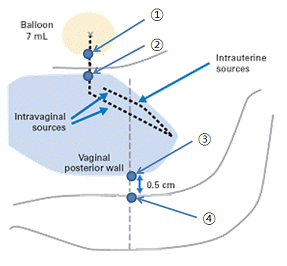 ①
Balloon
7 mL
②
Intrauterine
sources
Intravaginal
sources
③
Vaginal
posterior wall
0.5 cm
④